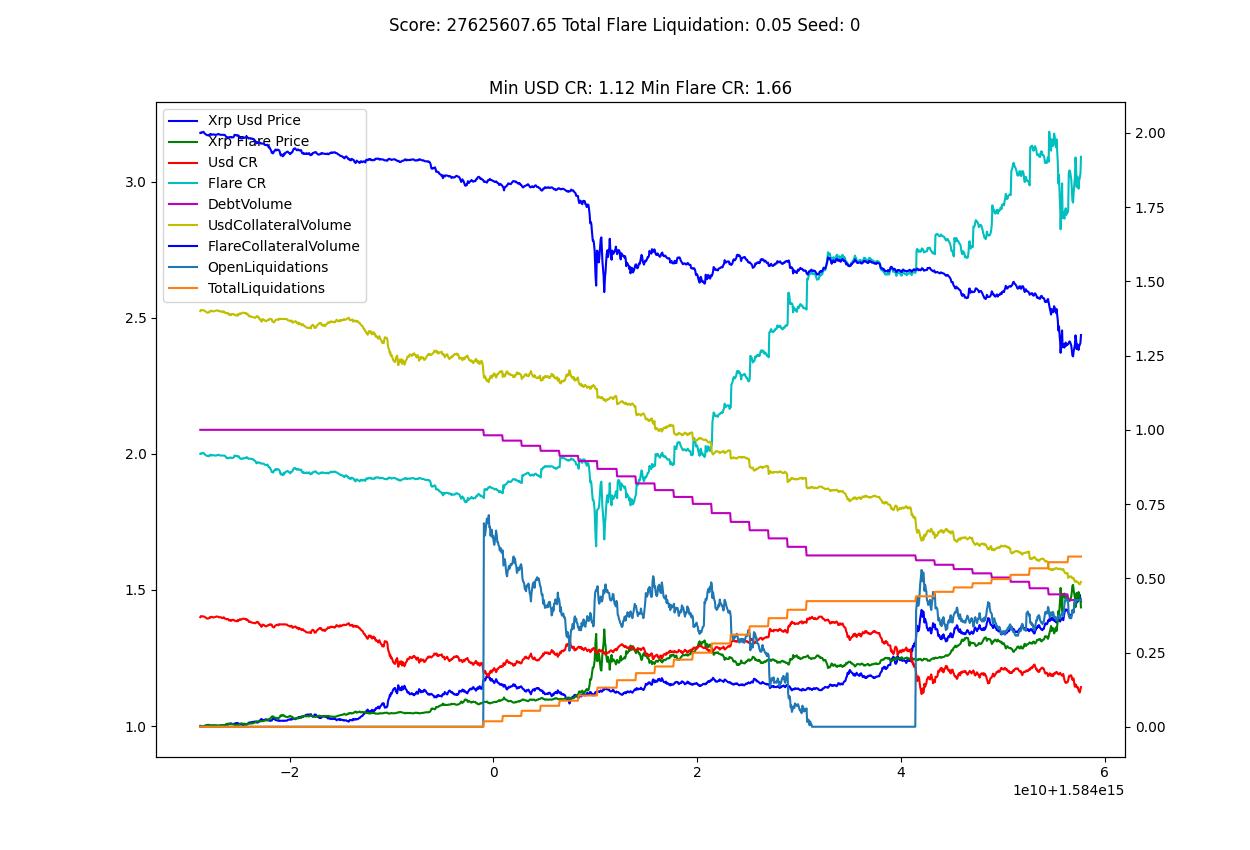 Score: 27625607.65 Total Flare Liquidation: 0.05 Seed: 0
Min USD CR: 1.12 Min Flare CR: 1.66
Xrp Usd Price
Xrp Flare Price
Usd CR
Flare CR
DebtVolume
UsdCollateralVolume
FlareCollateralVolume
OpenLiquidations
TotalLiquidations
3.0
2.5
2.0
1.5
1.0
2.00
1.75
1.50
1.25
1.00
0.75
0.50
0.25
0.00
−2
0
2
4
6
1e10+1.584e15